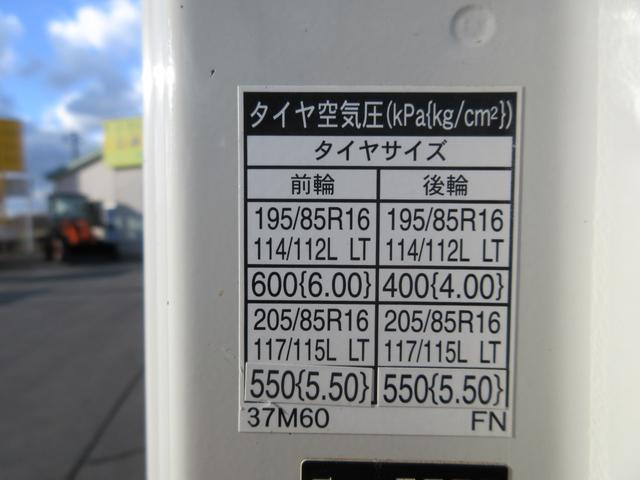 タイヤ空気圧(kPa{kg/cm²})
タイヤサイズ
前輪 後輪
195/85R16 195/85R16
114/112L LT 114/112L LT
600{6.00} 400{4.00}
205/85R16 205/85R16
117/115L LT 117/115L LT
550{5.50} 550{5.50}
37M60 FN